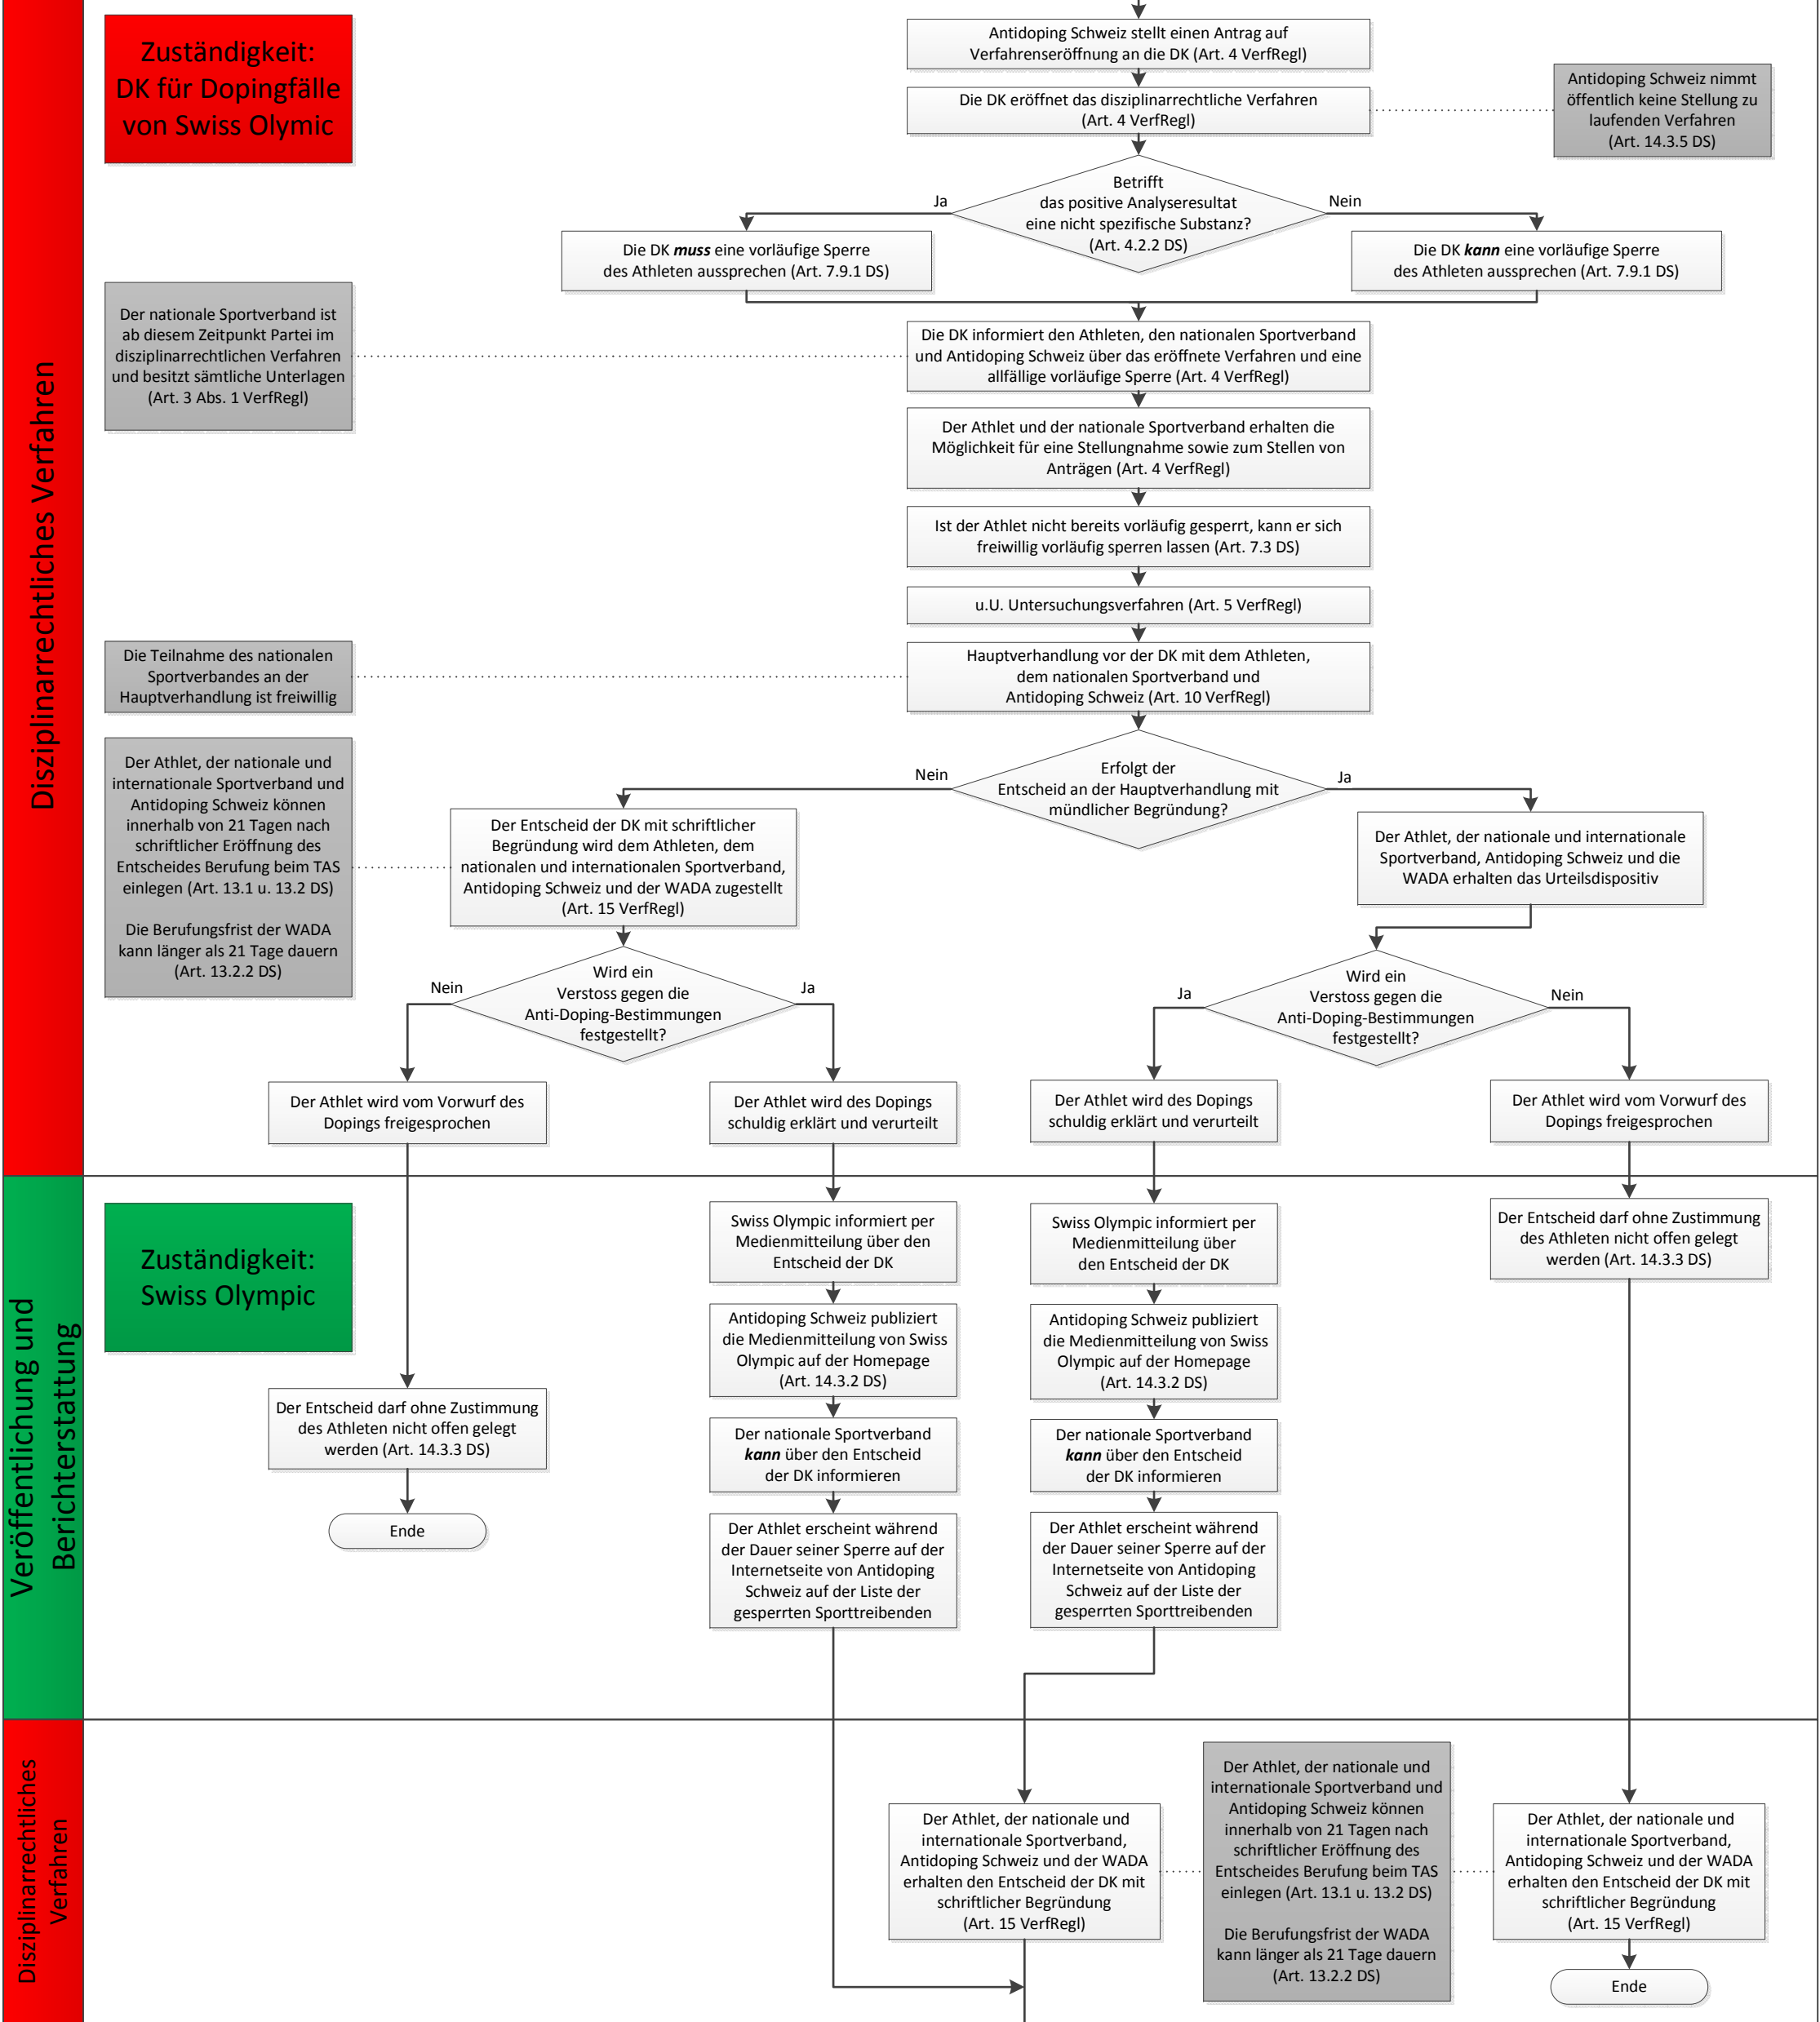 Disziplinarrechtliches Verfahren
Zuständigkeit:
DK für Dopingfälle
von Swiss Olymic
Antidoping Schweiz stellt einen Antrag auf
Verfahrenseröffnung an die DK (Art. 4 VerfRegl)
Die DK eröffnet das disziplinarrechtliche Verfahren
(Art. 4 VerfRegl)
Antidoping Schweiz nimmt
öffentlich keine Stellung zu
laufenden Verfahren
(Art. 14.3.5 DS)
Betrifft
das positive Analyseresultat
eine nicht spezifische Substanz?
(Art. 4.2.2 DS)
Ja
Nein
Die DK muss eine vorläufige Sperre
des Athleten aussprechen (Art. 7.9.1 DS)
Die DK kann eine vorläufige Sperre
des Athleten aussprechen (Art. 7.9.1 DS)
Der nationale Sportverband ist
ab diesem Zeitpunkt Partei im
disziplinarrechtlichen Verfahren
und besitzt sämtliche Unterlagen
(Art. 3 Abs. 1 VerfRegl)
Die DK informiert den Athleten, den nationalen Sportverband
und Antidoping Schweiz über das eröffnete Verfahren und eine
allfällige vorläufige Sperre (Art. 4 VerfRegl)
Der Athlet und der nationale Sportverband erhalten die
Möglichkeit für eine Stellungnahme sowie zum Stellen von
Anträgen (Art. 4 VerfRegl)
Ist der Athlet nicht bereits vorläufig gesperrt, kann er sich
freiwillig vorläufig sperren lassen (Art. 7.3 DS)
u.U. Untersuchungsverfahren (Art. 5 VerfRegl)
Die Teilnahme des nationalen
Sportverbandes an der
Hauptverhandlung ist freiwillig
Hauptverhandlung vor der DK mit dem Athleten,
dem nationalen Sportverband und
Antidoping Schweiz (Art. 10 VerfRegl)
Erfolgt der
Entscheid an der Hauptverhandlung mit
mündlicher Begründung?
Nein
Ja
Der Athlet, der nationale und
internationale Sportverband und
Antidoping Schweiz können
innerhalb von 21 Tagen nach
schriftlicher Eröffnung des
Entscheides Berufung beim TAS
einlegen (Art. 13.1 u. 13.2 DS)
Die Berufungsfrist der WADA
kann länger als 21 Tage dauern
(Art. 13.2.2 DS)
Der Entscheid der DK mit schriftlicher
Begründung wird dem Athleten, dem
nationalen und internationalen Sportverband,
Antidoping Schweiz und der WADA zugestellt
(Art. 15 VerfRegl)
Der Athlet, der nationale und internationale
Sportverband, Antidoping Schweiz und die
WADA erhalten das Urteilsdispositiv
Wird ein
Verstoss gegen die
Anti-Doping-Bestimmungen
festgestellt?
Nein
Ja
Wird ein
Verstoss gegen die
Anti-Doping-Bestimmungen
festgestellt?
Ja
Nein
Der Athlet wird vom Vorwurf des
Dopings freigesprochen
Der Athlet wird des Dopings
schuldig erklärt und verurteilt
Der Athlet wird des Dopings
schuldig erklärt und verurteilt
Der Athlet wird vom Vorwurf des
Dopings freigesprochen
Veröffentlichung und
Berichterstattung
Zuständigkeit:
Swiss Olympic
Der Entscheid darf ohne Zustimmung
des Athleten nicht offen gelegt
werden (Art. 14.3.3 DS)
Ende
Swiss Olympic informiert per
Medienmitteilung über den
Entscheid der DK
Antidoping Schweiz publiziert
die Medienmitteilung von Swiss
Olympic auf der Homepage
(Art. 14.3.2 DS)
Der nationale Sportverband
kann über den Entscheid
der DK informieren
Der Athlet erscheint während
der Dauer seiner Sperre auf der
Internetseite von Antidoping
Schweiz auf der Liste der
gesperrten Sporttreibenden
Swiss Olympic informiert per
Medienmitteilung über
den Entscheid der DK
Antidoping Schweiz publiziert
die Medienmitteilung von Swiss
Olympic auf der Homepage
(Art. 14.3.2 DS)
Der nationale Sportverband
kann über den Entscheid
der DK informieren
Der Athlet erscheint während
der Dauer seiner Sperre auf der
Internetseite von Antidoping
Schweiz auf der Liste der
gesperrten Sporttreibenden
Der Entscheid darf ohne Zustimmung
des Athleten nicht offen gelegt
werden (Art. 14.3.3 DS)
Disziplinarrechtliches
Verfahren
Der Athlet, der nationale und
internationale Sportverband,
Antidoping Schweiz und der WADA
erhalten den Entscheid der DK mit
schriftlicher Begründung
(Art. 15 VerfRegl)
Der Athlet, der nationale und
internationale Sportverband und
Antidoping Schweiz können
innerhalb von 21 Tagen nach
schriftlicher Eröffnung des
Entscheides Berufung beim TAS
einlegen (Art. 13.1 u. 13.2 DS)
Die Berufungsfrist der WADA
kann länger als 21 Tage dauern
(Art. 13.2.2 DS)
Der Athlet, der nationale und
internationale Sportverband,
Antidoping Schweiz und der WADA
erhalten den Entscheid der DK mit
schriftlicher Begründung
(Art. 15 VerfRegl)
Ende